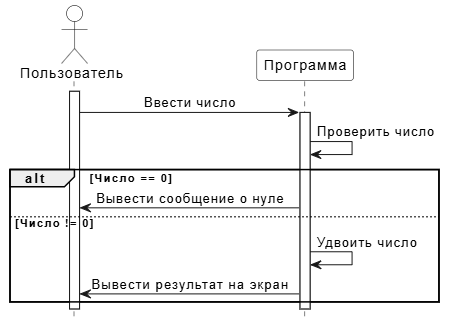 Пользователь
Программа
Ввести число
Проверить число
alt [Число == 0]
Вывести сообщение о нуле
[Число != 0]
Удвоить число
Вывести результат на экран